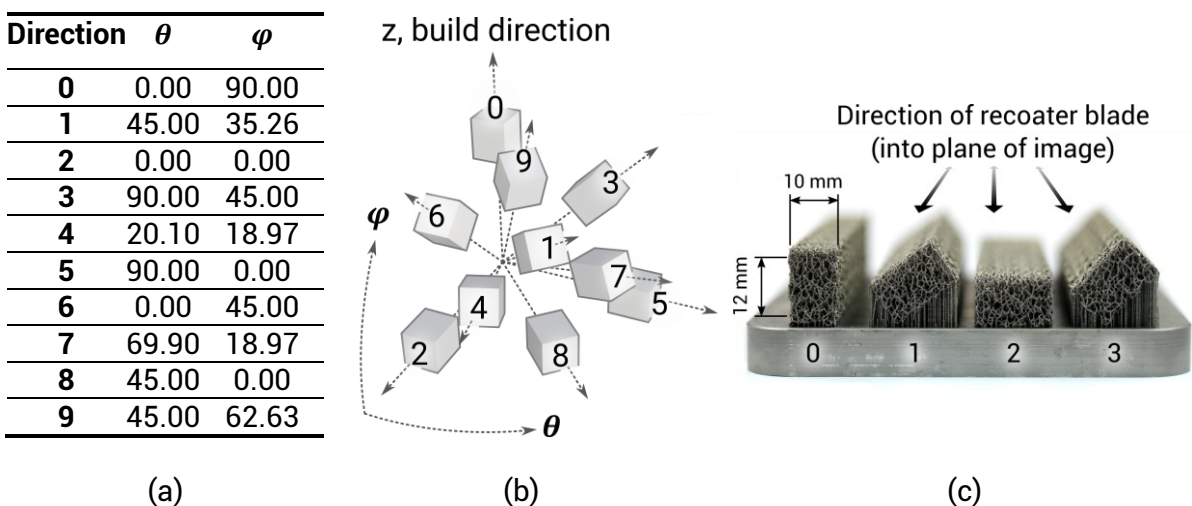 Direction θ φ
0 0.00 90.00
1 45.00 35.26
2 0.00 0.00
3 90.00 45.00
4 20.10 18.97
5 90.00 0.00
6 0.00 45.00
7 69.90 18.97
8 45.00 0.00
9 45.00 62.63
(a)
z, build direction
0
9
3
6
φ
1
7
5
4
2
8
θ
(b)
Direction of recoater blade
(into plane of image)
10 mm
12 mm
0 1 2 3
(c)